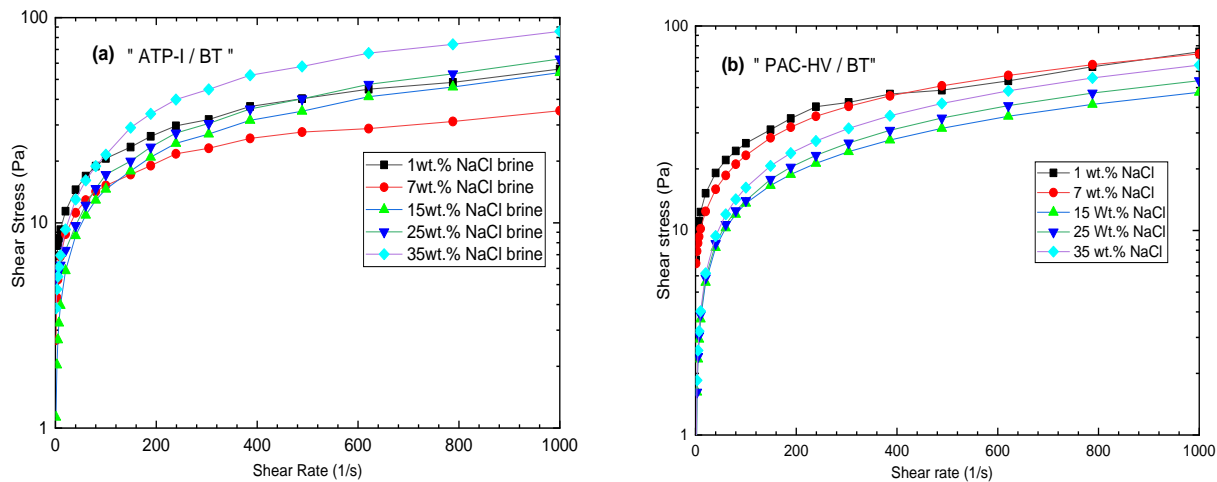 (a) " ATP-I / BT "
Shear Stress (Pa)
100
10
1
1wt.% NaCl brine
7wt.% NaCl brine
15wt.% NaCl brine
25wt.% NaCl brine
35wt.% NaCl brine
0 200 400 600 800 1000
Shear Rate (1/s)
(b) " PAC-HV / BT"
Shear stress (Pa)
100
10
1
1 wt.% NaCl
7 wt.% NaCl
15 Wt.% NaCl
25 Wt.% NaCl
35 wt.% NaCl
0 200 400 600 800 1000
Shear rate (1/s)